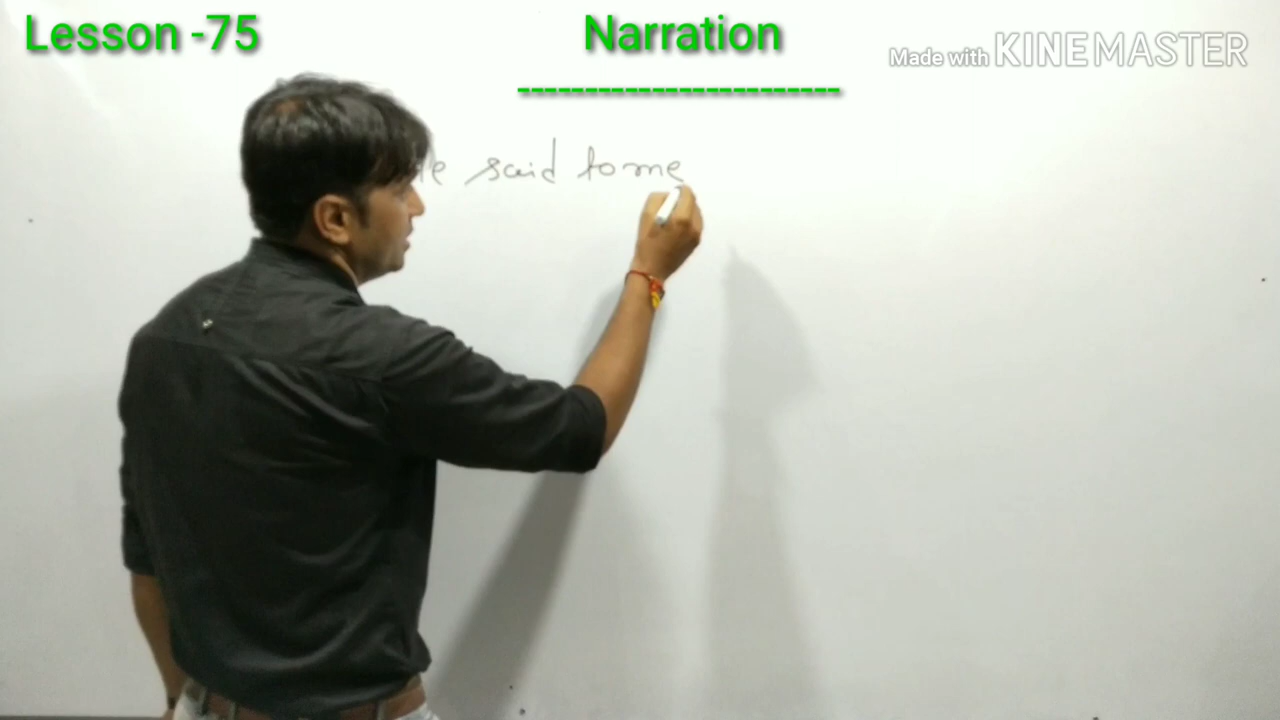 Lesson -75
Narration
Made with KINEMASTER
------------------------
said to me